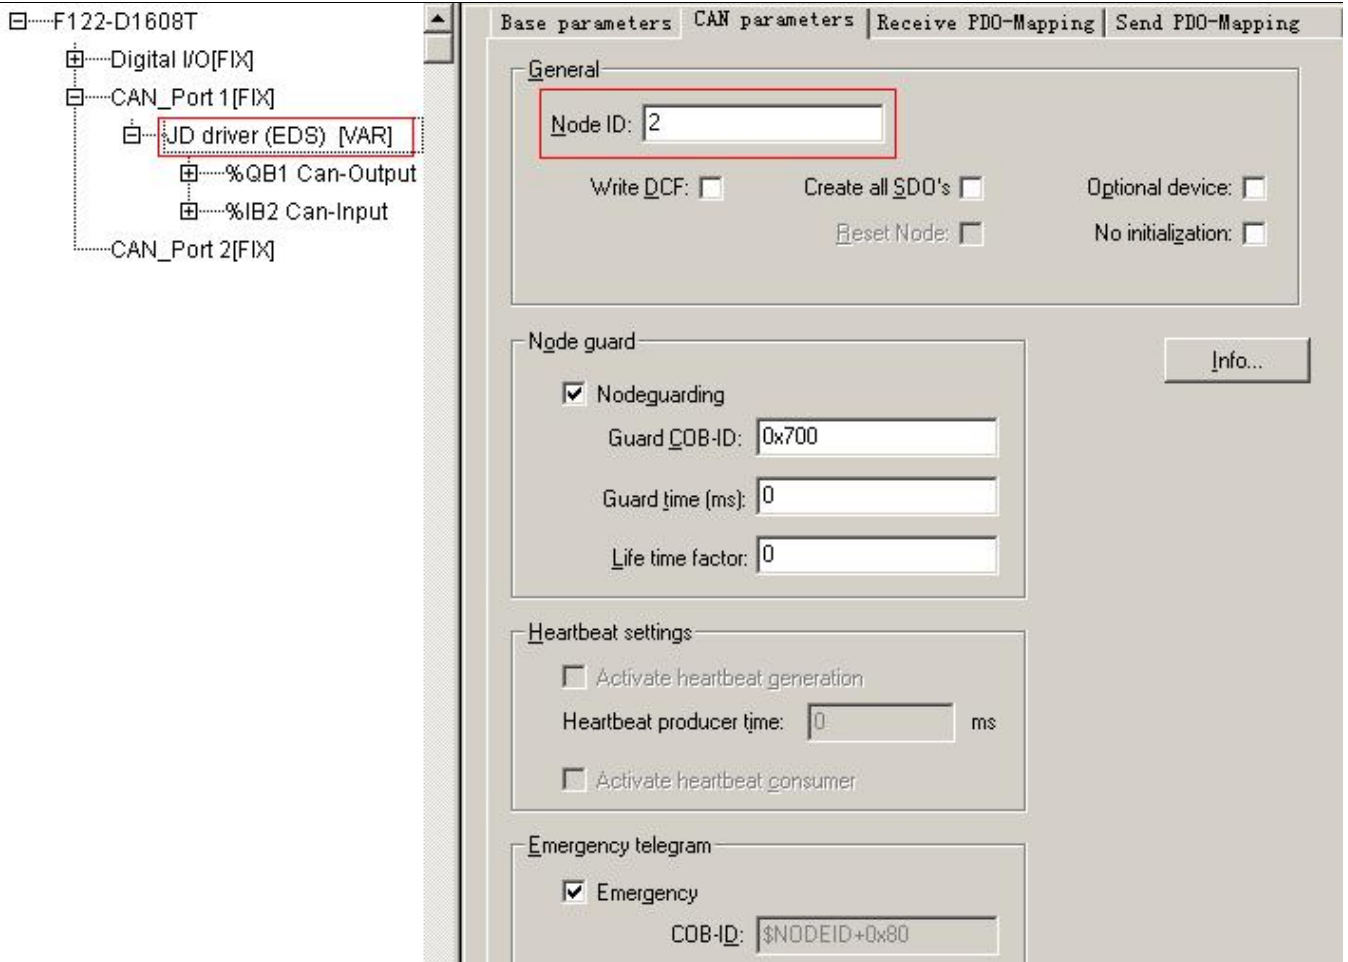 F122-D1608T
Digital I/O[FIX]
CAN_Port 1[FIX]
JD driver (EDS) [VAR]
%QB1 Can-Output
%IB2 Can-Input
CAN_Port 2[FIX]
Base parameters CAN parameters Receive PDO-Mapping Send PDO-Mapping
General
Node ID: 2
Write DCF: Create all SDO's Optional device:
Reset Node: No initialization:
Node guard
Info...
Nodeguarding
Guard COB-ID: 0x700
Guard time (ms): 0
Life time factor: 0
Heartbeat settings
Activate heartbeat generation
Heartbeat producer time: 0 ms
Activate heartbeat consumer
Emergency telegram
Emergency
COB-ID: $NODEID+0x80